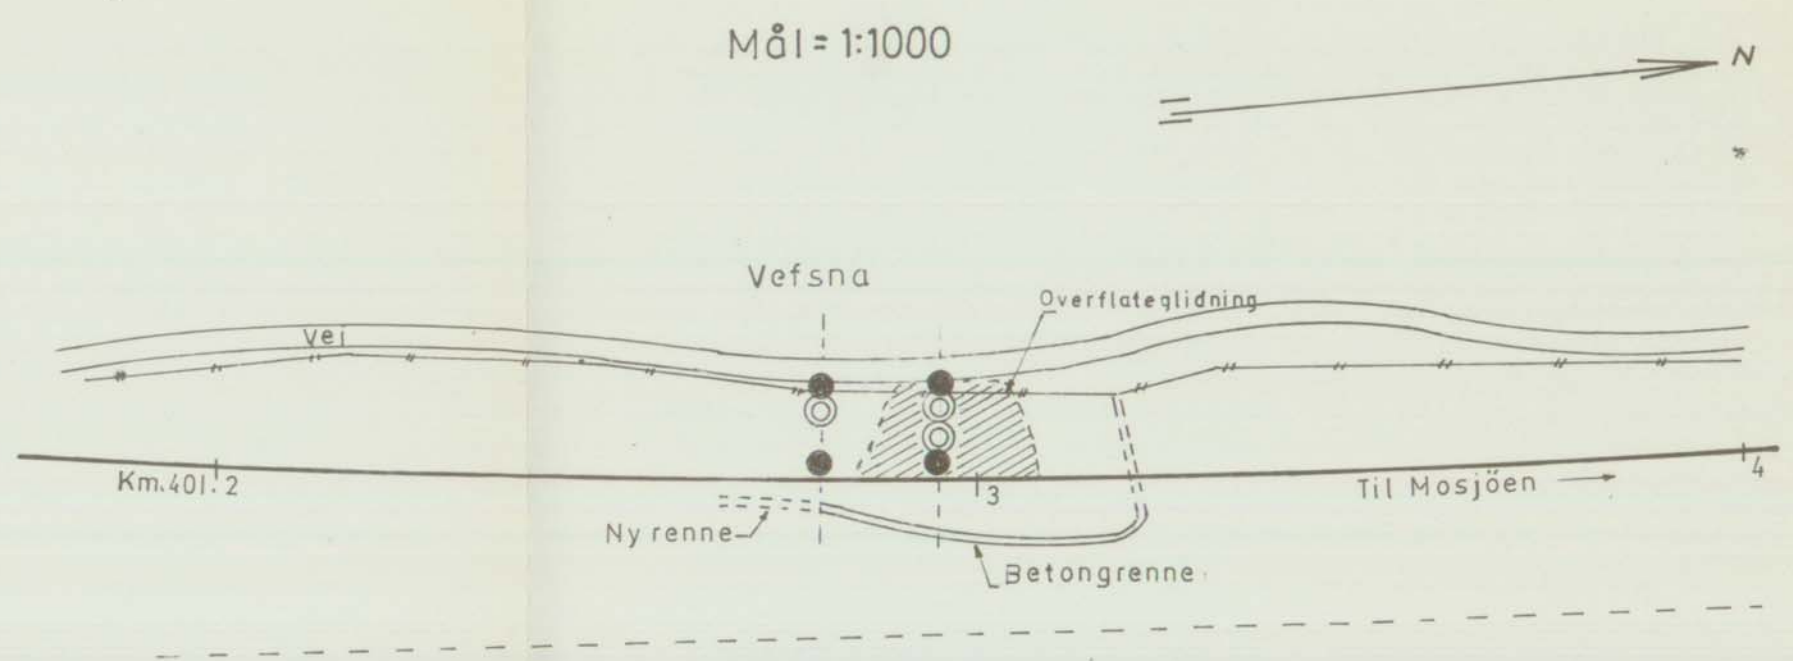 Mål = 1:1000
N
Vefsna
Overflateglidning
Vei
Km.401.2
3
4
Til Mosjöen
Ny renne
Betongrenne